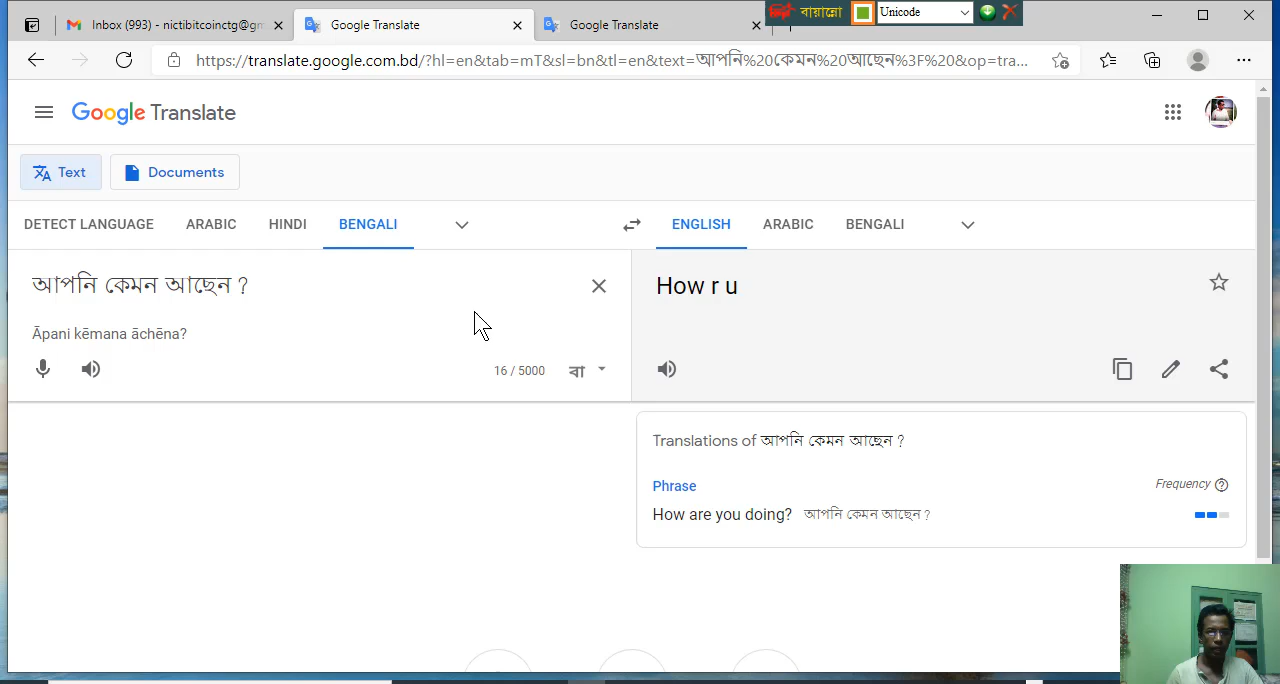 Inbox (993) - nictibitcoinctg@gm
Google Translate
Google Translate
বায়ান্নো
Unicode
https://translate.google.com.bd/?hl=en&tab=mT&sl=bn&tl=en&text=আপনি%20কেমন%20আছেন%3F%20&op=tra...
Google Translate
Text
Documents
DETECT LANGUAGE ARABIC HINDI BENGALI
ENGLISH ARABIC BENGALI
আপনি কেমন আছেন ?
How r u
Āpani kēmana āchēna?
16 / 5000
বা
Translations of আপনি কেমন আছেন ?
Phrase
Frequency
How are you doing? আপনি কেমন আছেন ?